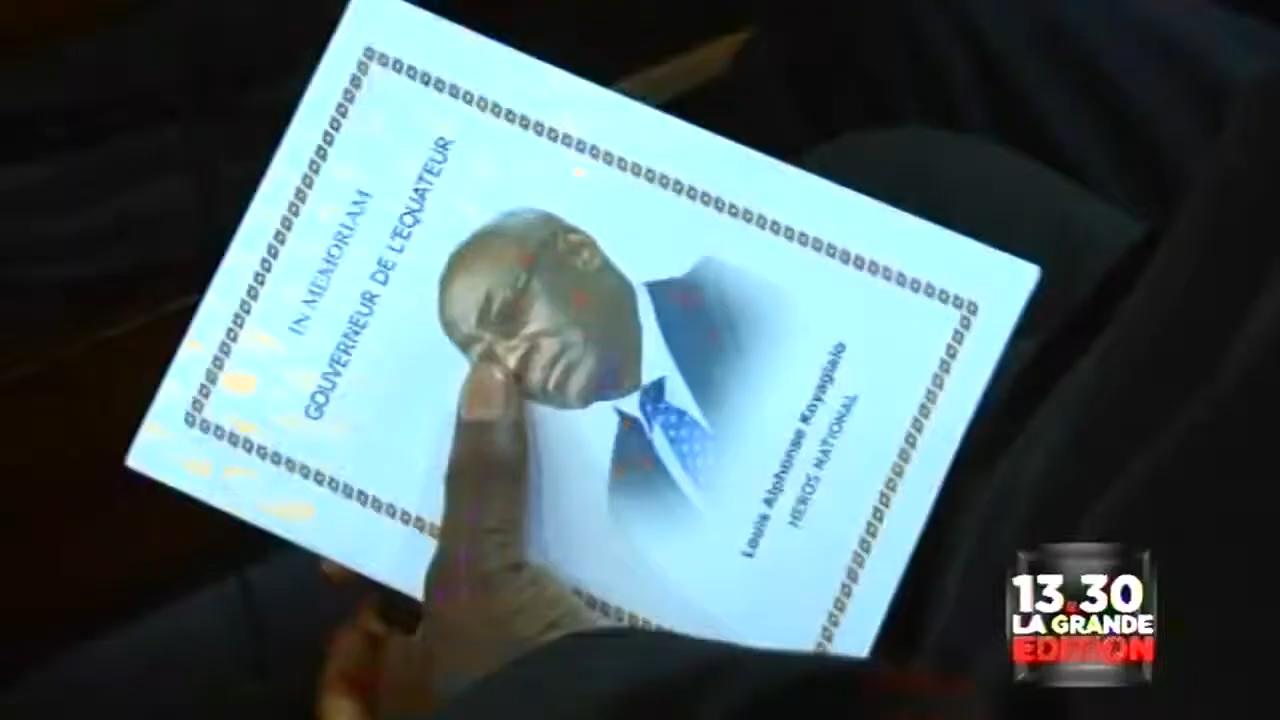 IN MEMORIAM
GOUVERNEUR DE L'EQUATEUR
Louis Alphonse Koyagialo
HEROS NATIONAL
13.30
LA GRANDE
EDITION